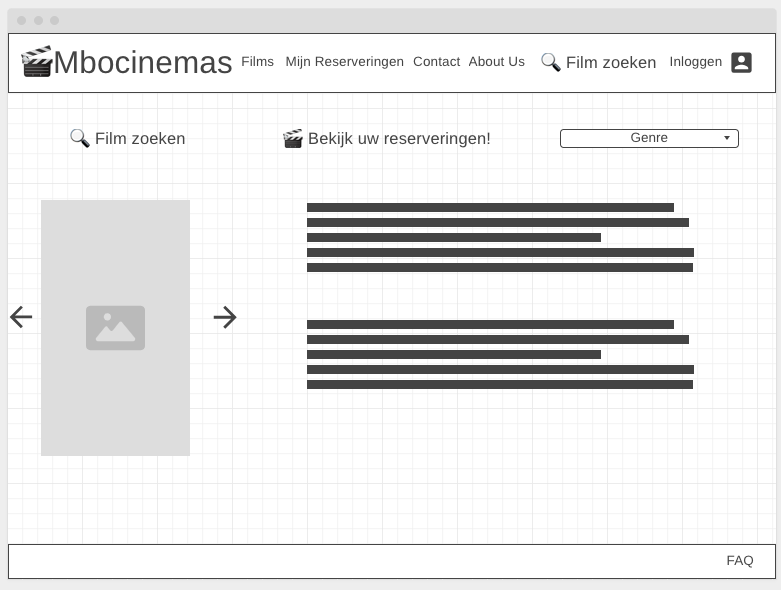 Mbocinemas Films Mijn Reserveringen Contact About Us Film zoeken Inloggen
Film zoeken Bekijk uw reserveringen! Genre
FAQ